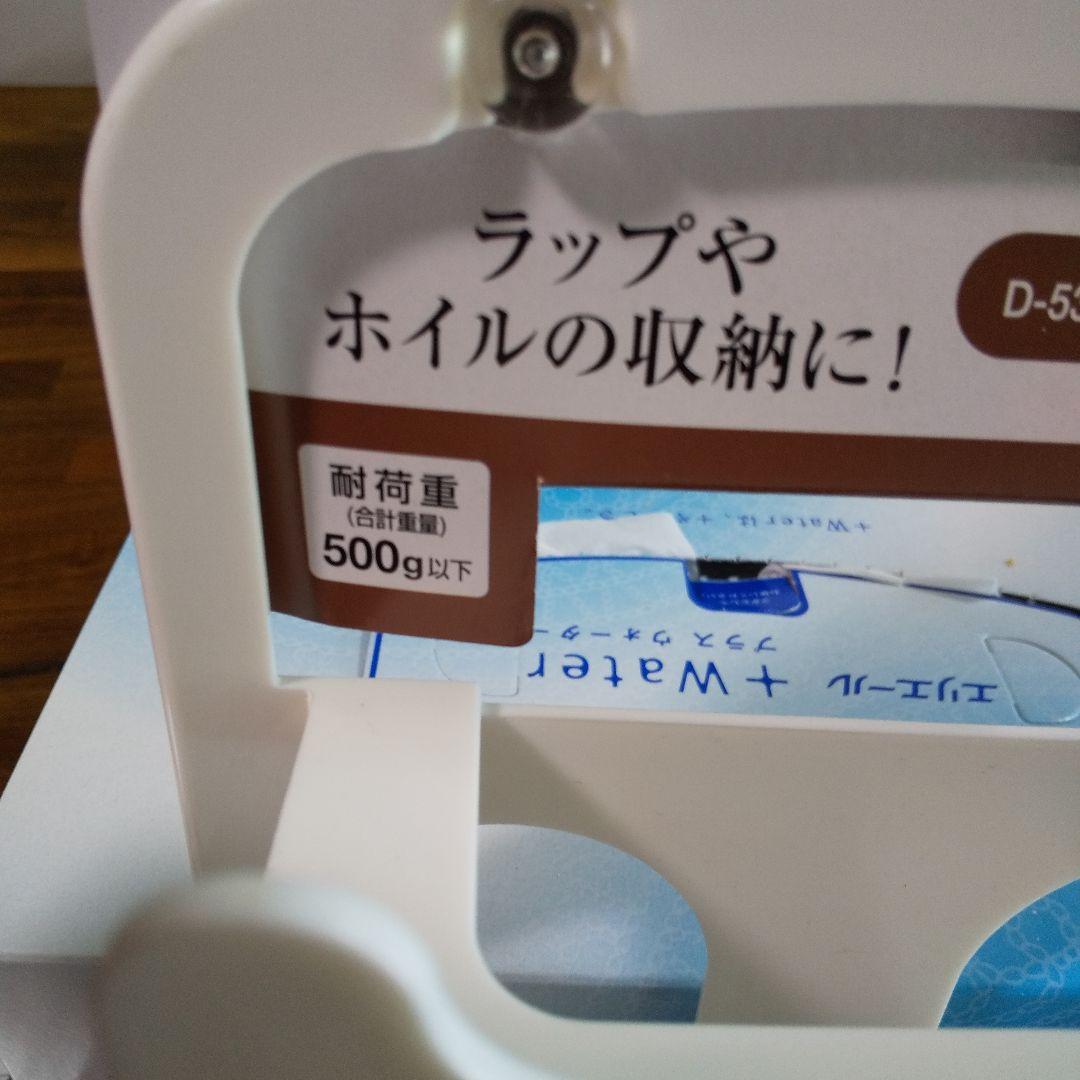 ラップや
ホイルの収納に!
D-53
耐荷重
(合計重量)
500g以下
エリエール +Water
プラス ウォーター